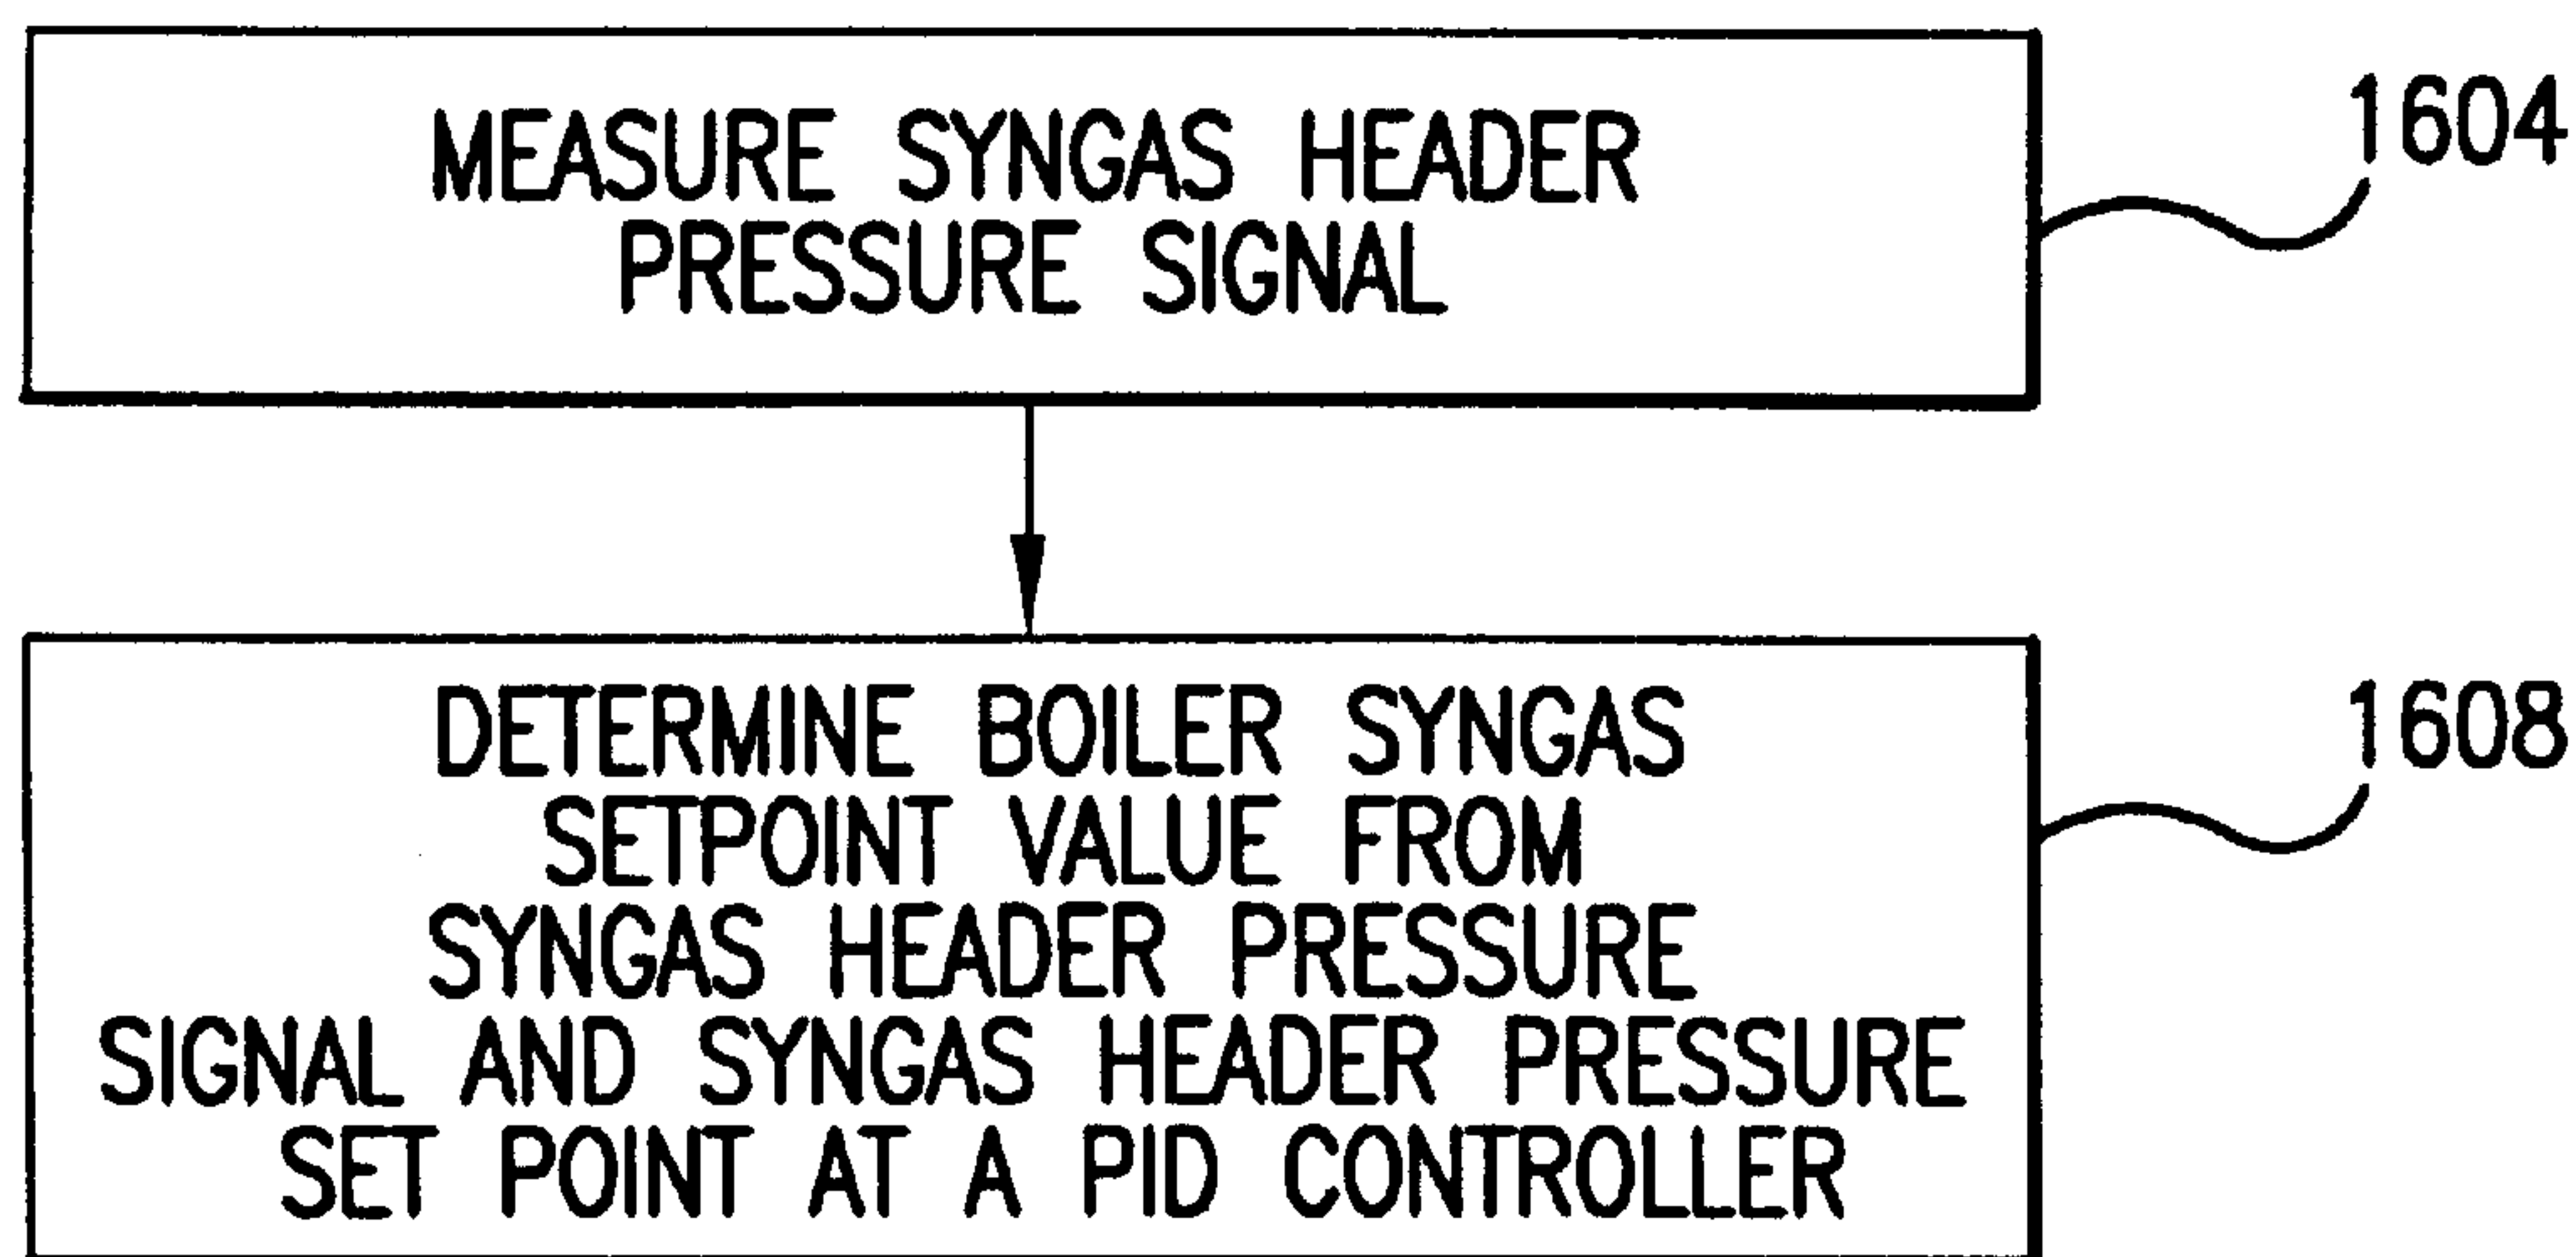 MEASURE SYNGAS HEADER
PRESSURE SIGNAL
1604
DETERMINE BOILER SYNGAS
SETPOINT VALUE FROM
SYNGAS HEADER PRESSURE
SIGNAL AND SYNGAS HEADER PRESSURE
SET POINT AT A PID CONTROLLER
1608